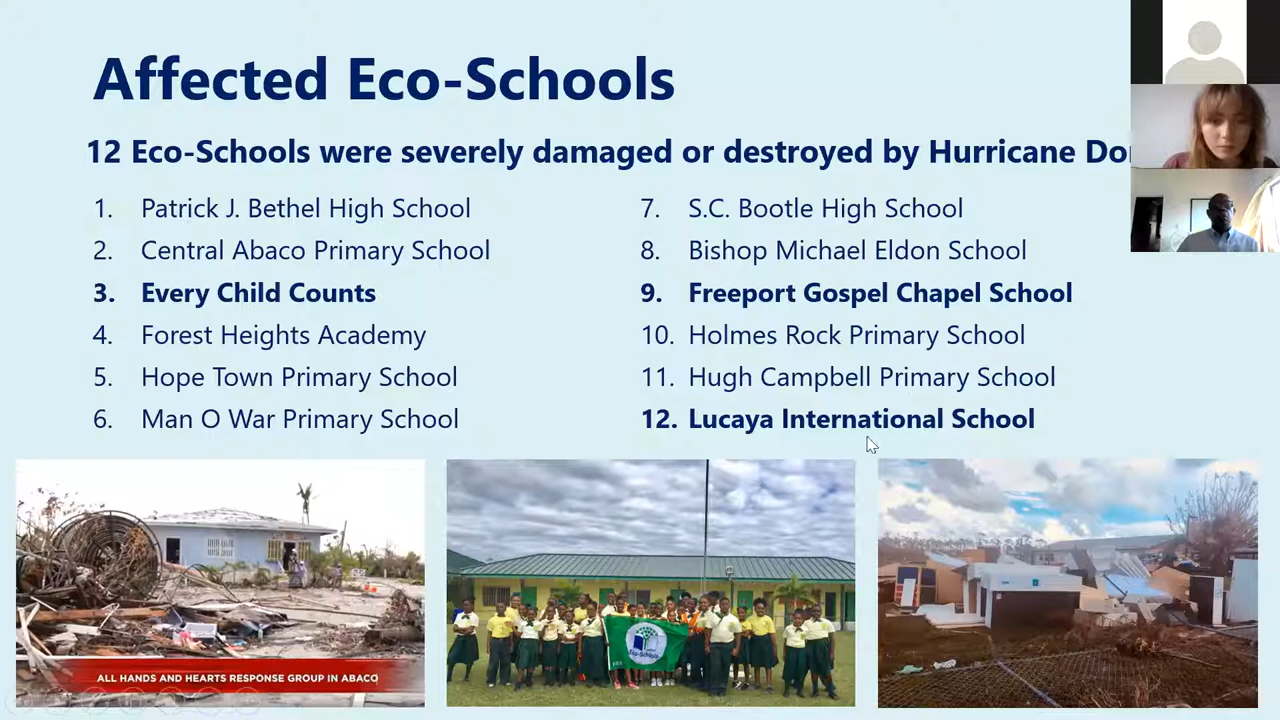 Affected Eco-Schools
12 Eco-Schools were severely damaged or destroyed by Hurricane
1. Patrick J. Bethel High School
2. Central Abaco Primary School
3. Every Child Counts
4. Forest Heights Academy
5. Hope Town Primary School
6. Man O War Primary School
7. S.C. Bootle High School
8. Bishop Michael Eldon School
9. Freeport Gospel Chapel School
10. Holmes Rock Primary School
11. Hugh Campbell Primary School
12. Lucaya International School
ALL HANDS AND HEARTS RESPONSE GROUP IN ABACO
Eco-Schools